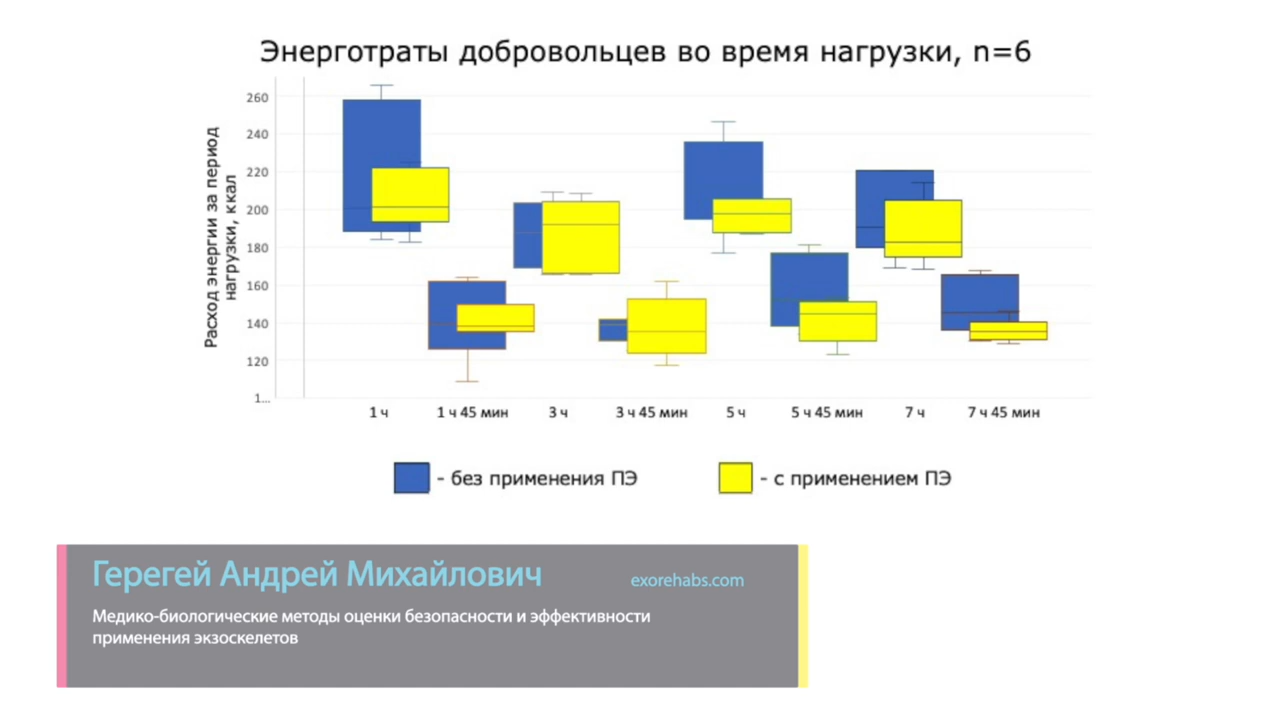 Энерготраты добровольцев во время нагрузки, n=6
Расход энергии за период
нагрузки, ккал
260
240
220
200
180
160
140
120
1...
1 ч
1 ч 45 мин
3 ч
3 ч 45 мин
5 ч
5 ч 45 мин
7 ч
7 ч 45 мин
- без применения ПЭ
- с применением ПЭ
Герегей Андрей Михайлович
exorehabs.com
Медико-биологические методы оценки безопасности и эффективности
применения экзоскелетов